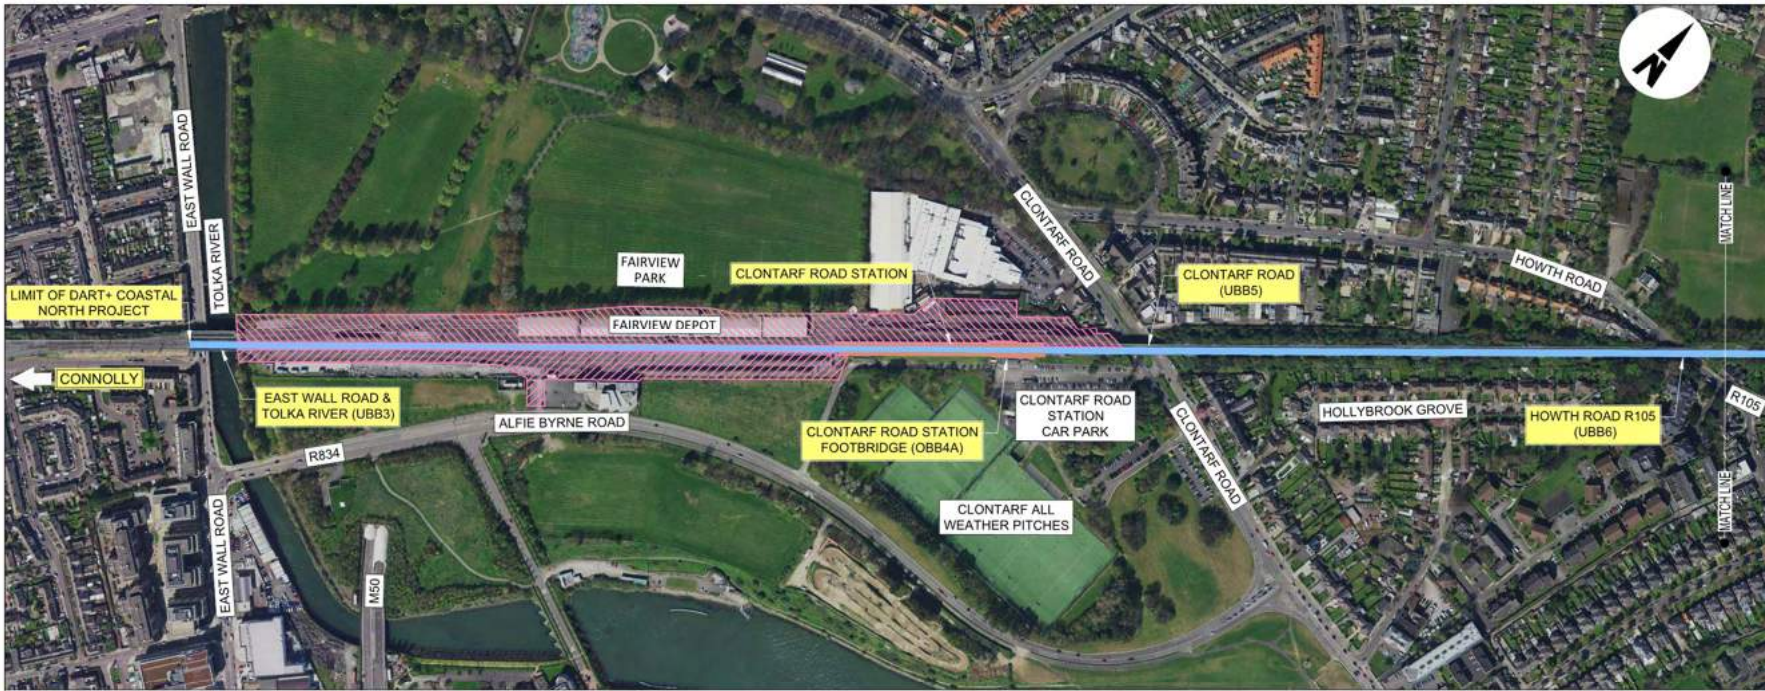 EAST WALL ROAD
TOLKA RIVER
LIMIT OF DART+ COASTAL
NORTH PROJECT
CONNOLLY
EAST WALL ROAD &
TOLKA RIVER (UBB3)
R834
EAST WALL ROAD
M50
FAIRVIEW
PARK
FAIRVIEW DEPOT
ALFIE BYRNE ROAD
CLONTARF ROAD STATION
CLONTARF ROAD STATION
FOOTBRIDGE (OBB4A)
CLONTARF ROAD
STATION
CAR PARK
CLONTARF ALL
WEATHER PITCHES
CLONTARF ROAD
CLONTARF ROAD
(UBB5)
CLONTARF ROAD
HOWTH ROAD
HOLLYBROOK GROVE
HOWTH ROAD R105
(UBB6)
R105
N
MATCH LINE
MATCH LINE